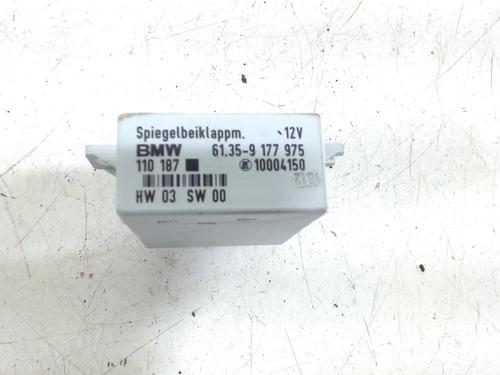 Spiegelbeiklappm. 12V
BMW 61.35-9 177 975
110 187 10004150
HW 03 SW 00